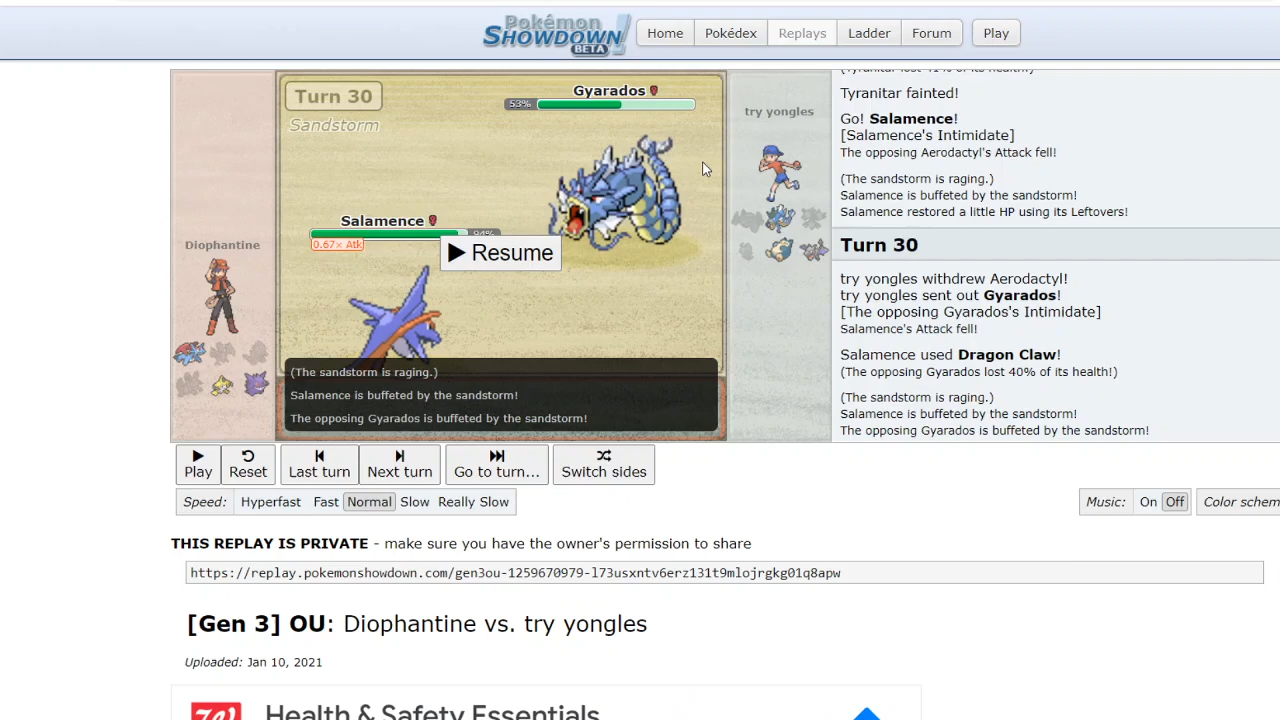 Pokémon
SHOWDOWN!
BETA
Home
Pokédex
Replays
Ladder
Forum
Play
Turn 30
Sandstorm
Gyarados
53%
Salamence
94%
0.67× Atk
Resume
(The sandstorm is raging.)
Salamence is buffeted by the sandstorm!
The opposing Gyarados is buffeted by the sandstorm!
Diophantine
try yongles
Tyranitar fainted!
Go! Salamence!
[Salamence's Intimidate]
The opposing Aerodactyl's Attack fell!
(The sandstorm is raging.)
Salamence is buffeted by the sandstorm!
Salamence restored a little HP using its Leftovers!
Turn 30
try yongles withdrew Aerodactyl!
try yongles sent out Gyarados!
[The opposing Gyarados's Intimidate]
Salamence's Attack fell!
Salamence used Dragon Claw!
(The opposing Gyarados lost 40% of its health!)
(The sandstorm is raging.)
Salamence is buffeted by the sandstorm!
The opposing Gyarados is buffeted by the sandstorm!
Play
Reset
Last turn
Next turn
Go to turn...
Switch sides
Speed: Hyperfast Fast Normal Slow Really Slow
Music: On Off
Color schem
THIS REPLAY IS PRIVATE - make sure you have the owner's permission to share
https://replay.pokemonshowdown.com/gen3ou-1259670979-l73usxntv6erz131t9mlojrgkg01q8apw
[Gen 3] OU: Diophantine vs. try yongles
Uploaded: Jan 10, 2021
Health & Safety Essentials